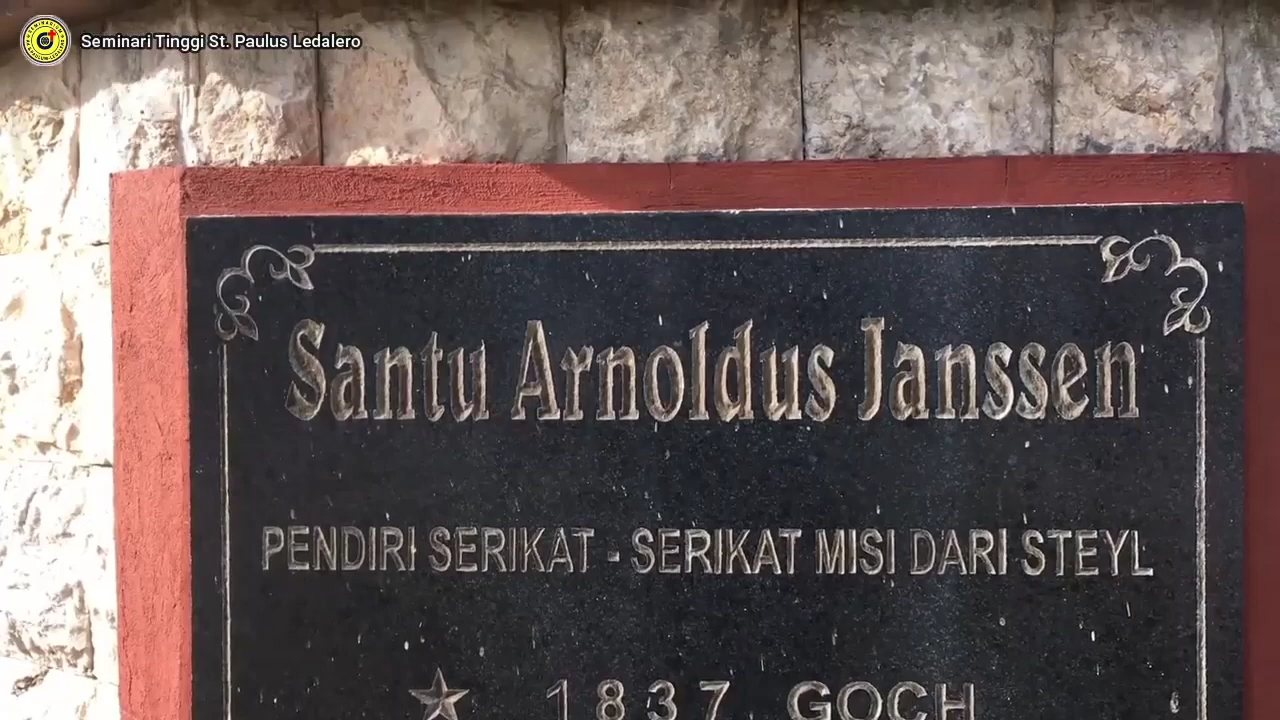 Seminari Tinggi St. Paulus Ledalero
Santu Arnoldus Janssen
PENDIRI SERIKAT - SERIKAT MISI DARI STEYL
1837 GOCH